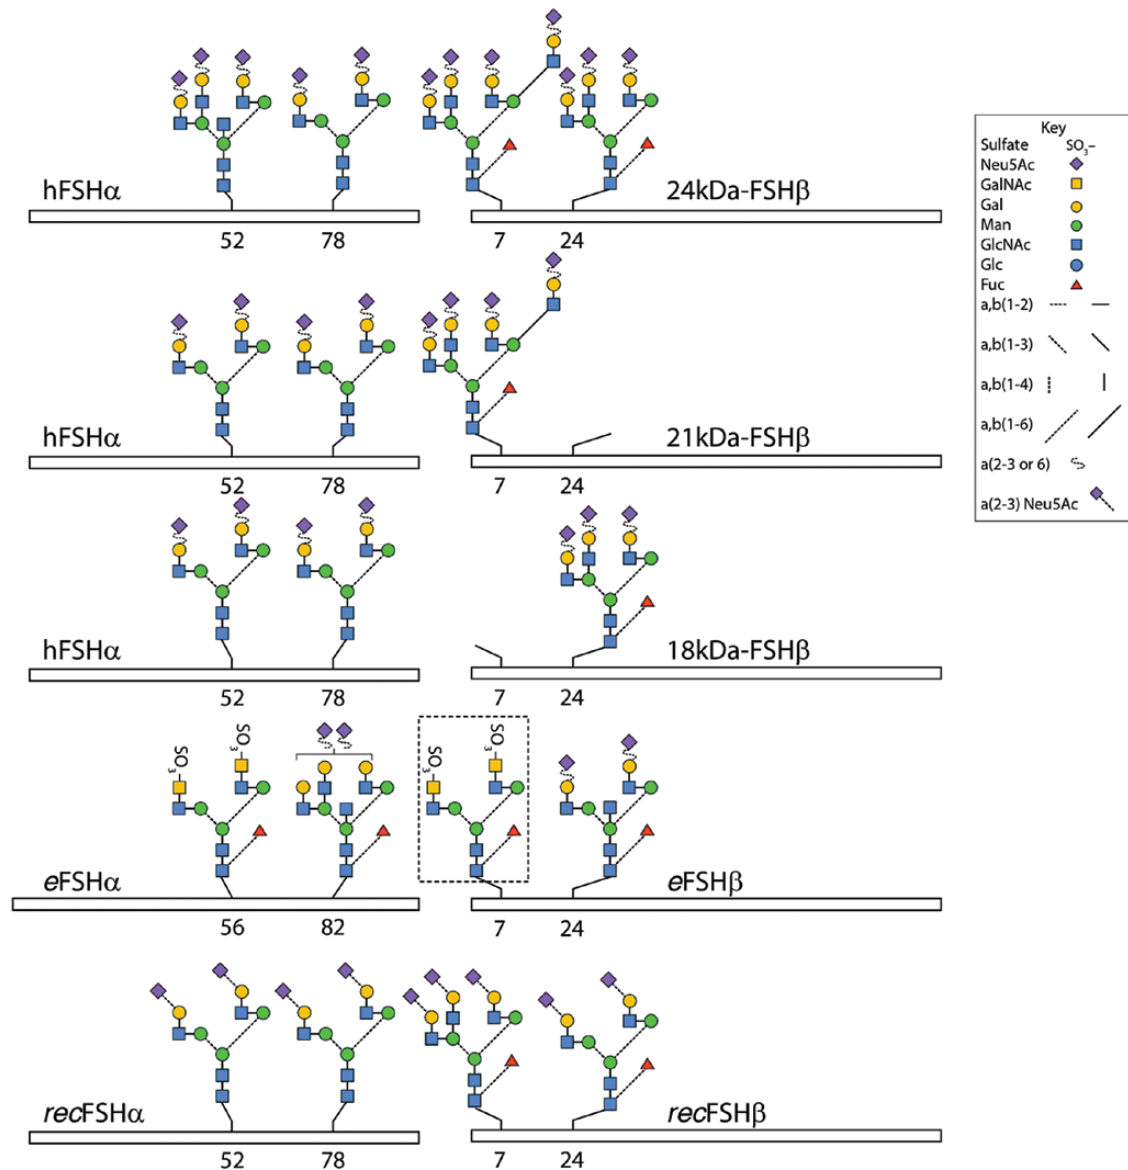 hFSHα
24kDa-FSHβ
52 78 7 24
hFSHα
21kDa-FSHβ
52 78 7 24
hFSHα
18kDa-FSHβ
52 78 7 24
SO₃–
SO₃–
SO₃–
SO₃–
eFSHα
eFSHβ
56 82 7 24
recFSHα
recFSHβ
52 78 7 24
Key
Sulfate SO₃–
Neu5Ac
GalNAc
Gal
Man
GlcNAc
Glc
Fuc
a,b(1-2)
a,b(1-3)
a,b(1-4)
a,b(1-6)
a(2-3 or 6)
a(2-3) Neu5Ac